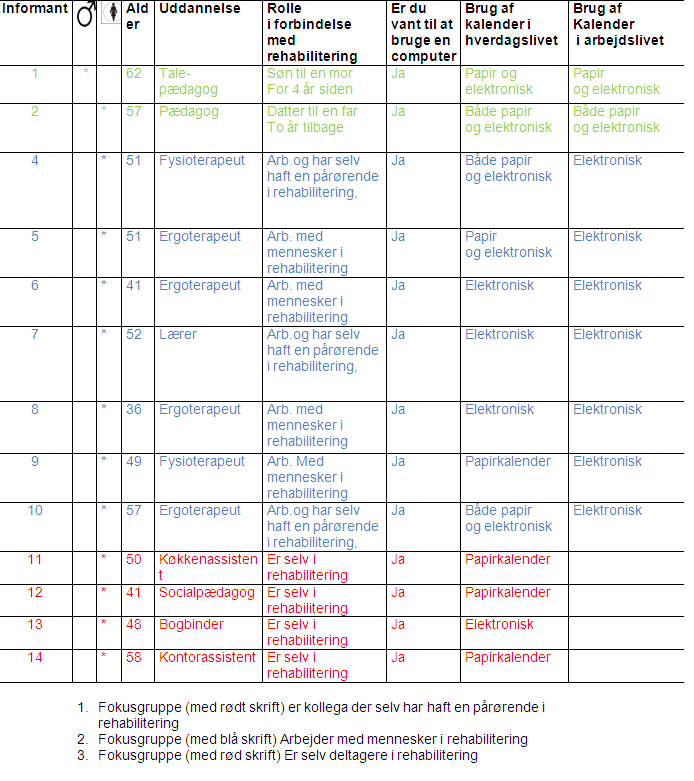 Informant Ald er Uddannelse Rolle i forbindelse med rehabilitering Er du vant til at bruge en computer Brug af kalender i hverdagslivet Brug af Kalender i arbejdslivet
1 * 62 Tale-pædagog Søn til en mor For 4 år siden Ja Papir og elektronisk Papir og elektronisk
2 * 57 Pædagog Datter til en far To år tilbage Ja Både papir og elektronisk Både papir og elektronisk
4 * 51 Fysioterapeut Arb.og har selv haft en pårørende i rehabilitering, Ja Både papir og elektronisk Elektronisk
5 * 51 Ergoterapeut Arb. med mennesker i rehabilitering Ja Papir og elektronisk Elektronisk
6 * 41 Ergoterapeut Arb. med mennesker i rehabilitering Ja Elektronisk Elektronisk
7 * 52 Lærer Arb.og har selv haft en pårørende i rehabilitering, Ja Elektronisk Elektronisk
8 * 36 Ergoterapeut Arb. med mennesker i rehabilitering Ja Elektronisk Elektronisk
9 * 49 Fysioterapeut Arb. Med mennesker i rehabilitering Ja Papirkalender Elektronisk
10 * 57 Ergoterapeut Arb.og har selv haft en pårørende i rehabilitering, Ja Både papir og elektronisk Elektronisk
11 * 50 Køkkenassisten t Er selv i rehabilitering Ja Papirkalender
12 * 41 Socialpædagog Er selv i rehabilitering Ja Papirkalender
13 * 48 Bogbinder Er selv i rehabilitering Ja Elektronisk
14 * 58 Kontorassistent Er selv i rehabilitering Ja Papirkalender
1. Fokusgruppe (med rødt skrift) er kollega der selv har haft en pårørende i
rehabilitering
2. Fokusgruppe (med blå skrift) Arbejder med mennesker i rehabilitering
3. Fokusgruppe (med rød skrift) Er selv deltagere i rehabilitering